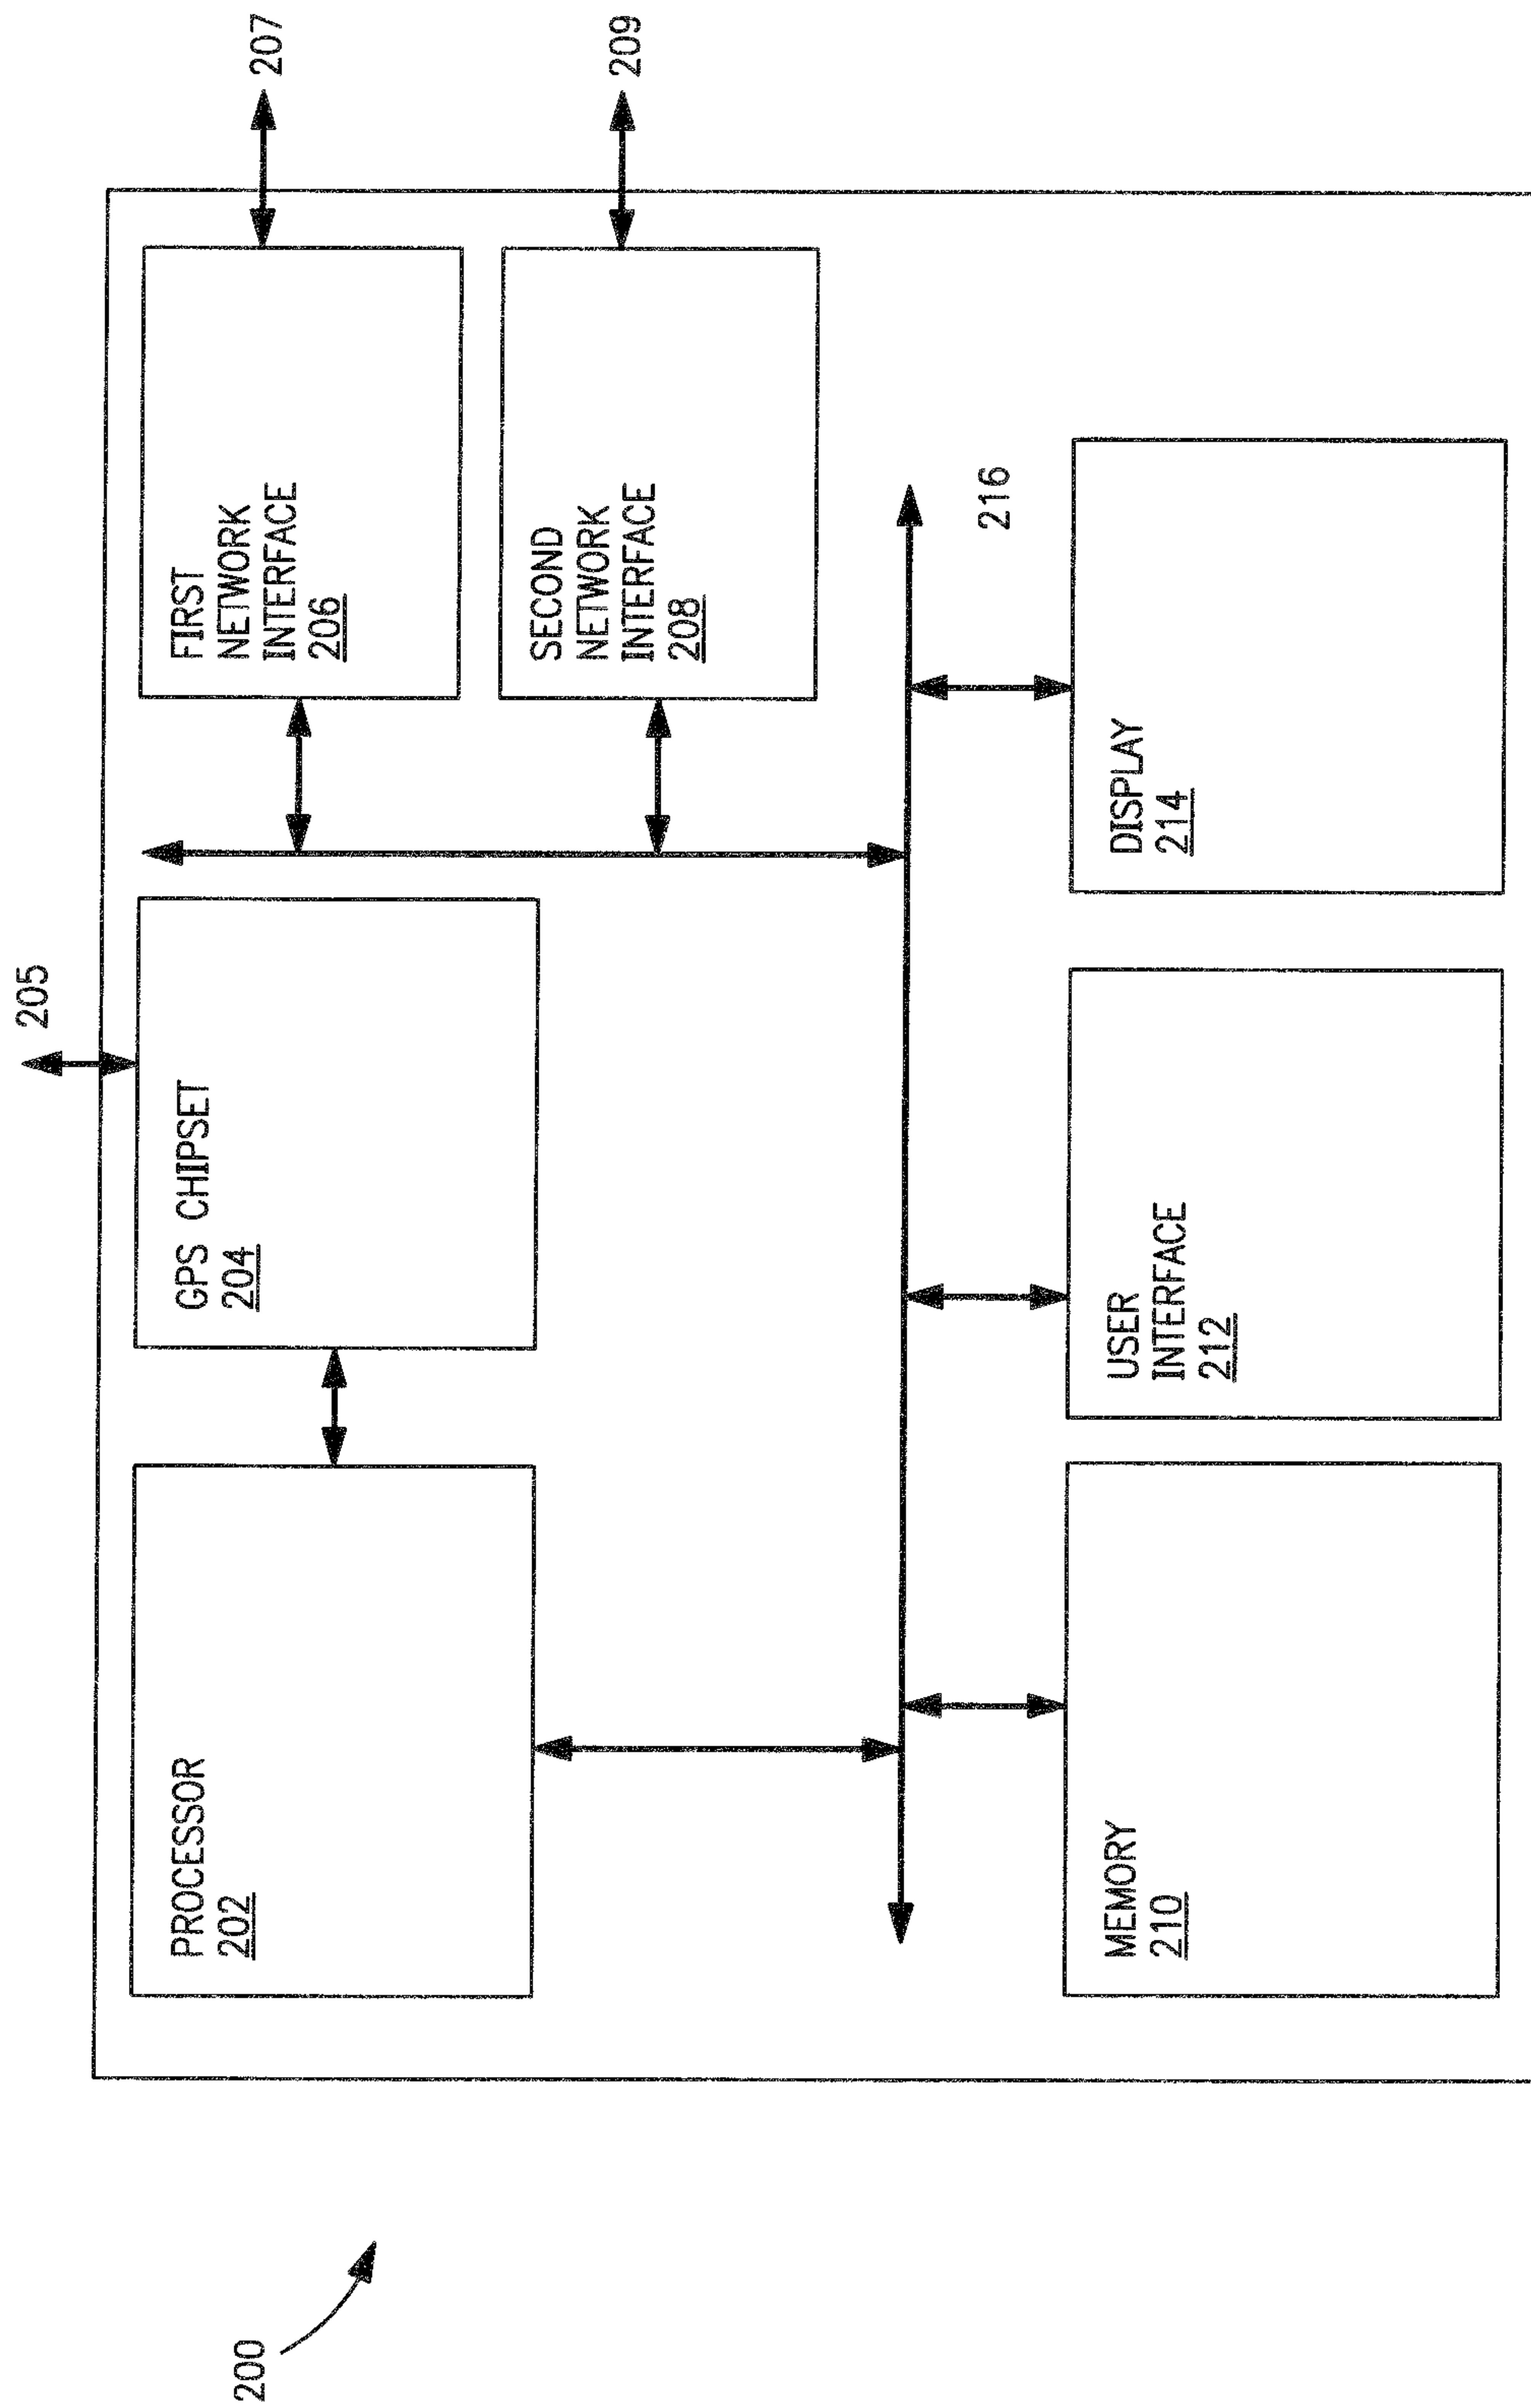 200
205
PROCESSOR
202
GPS CHIPSET
204
FIRST
NETWORK
INTERFACE
206
207
SECOND
NETWORK
INTERFACE
208
209
216
MEMORY
210
USER
INTERFACE
212
DISPLAY
214